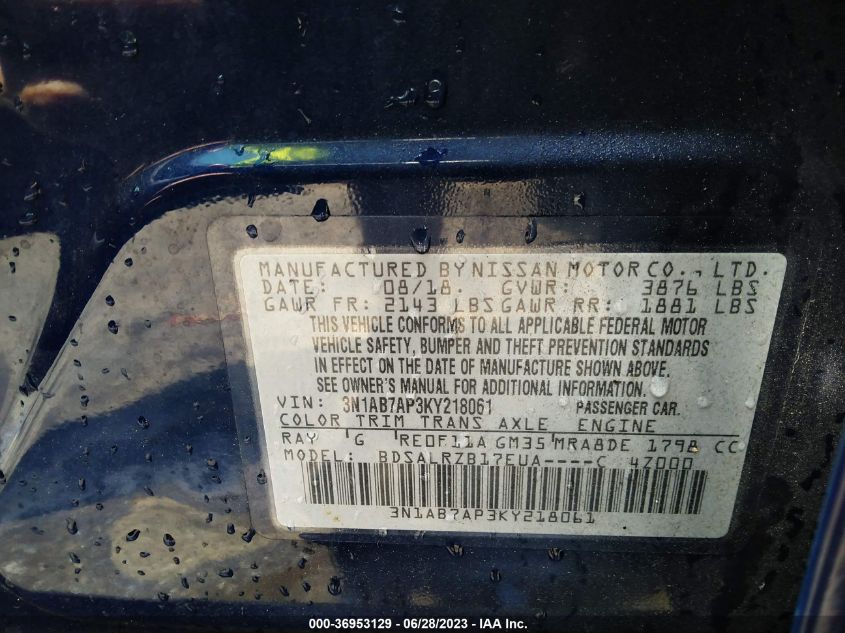 MANUFACTURED BY NISSAN MOTOR CO., LTD.
DATE: 08/18. GVWR: 3876 LBS
GAWR FR: 2143 LBS GAWR RR: 1881 LBS
THIS VEHICLE CONFORMS TO ALL APPLICABLE FEDERAL MOTOR
VEHICLE SAFETY, BUMPER AND THEFT PREVENTION STANDARDS
IN EFFECT ON THE DATE OF MANUFACTURE SHOWN ABOVE.
SEE OWNER'S MANUAL FOR ADDITIONAL INFORMATION.
VIN: 3N1AB7AP3KY218061 PASSENGER CAR.
COLOR TRIM TRANS AXLE ENGINE
RAY G RE0F11A GM35 MRA8DE 1798 CC
MODEL: BDSALRZB17EUA----C 4Z000
3N1AB7AP3KY218061
000-36953129 - 06/28/2023 - IAA Inc.